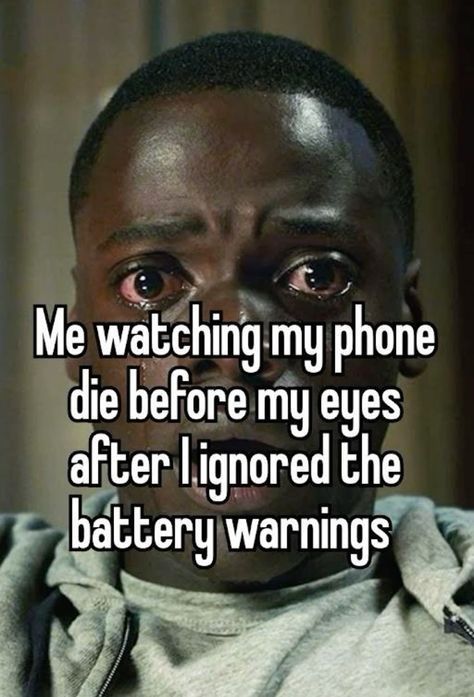 Me watching my phone
die before my eyes
after I ignored the
battery warnings